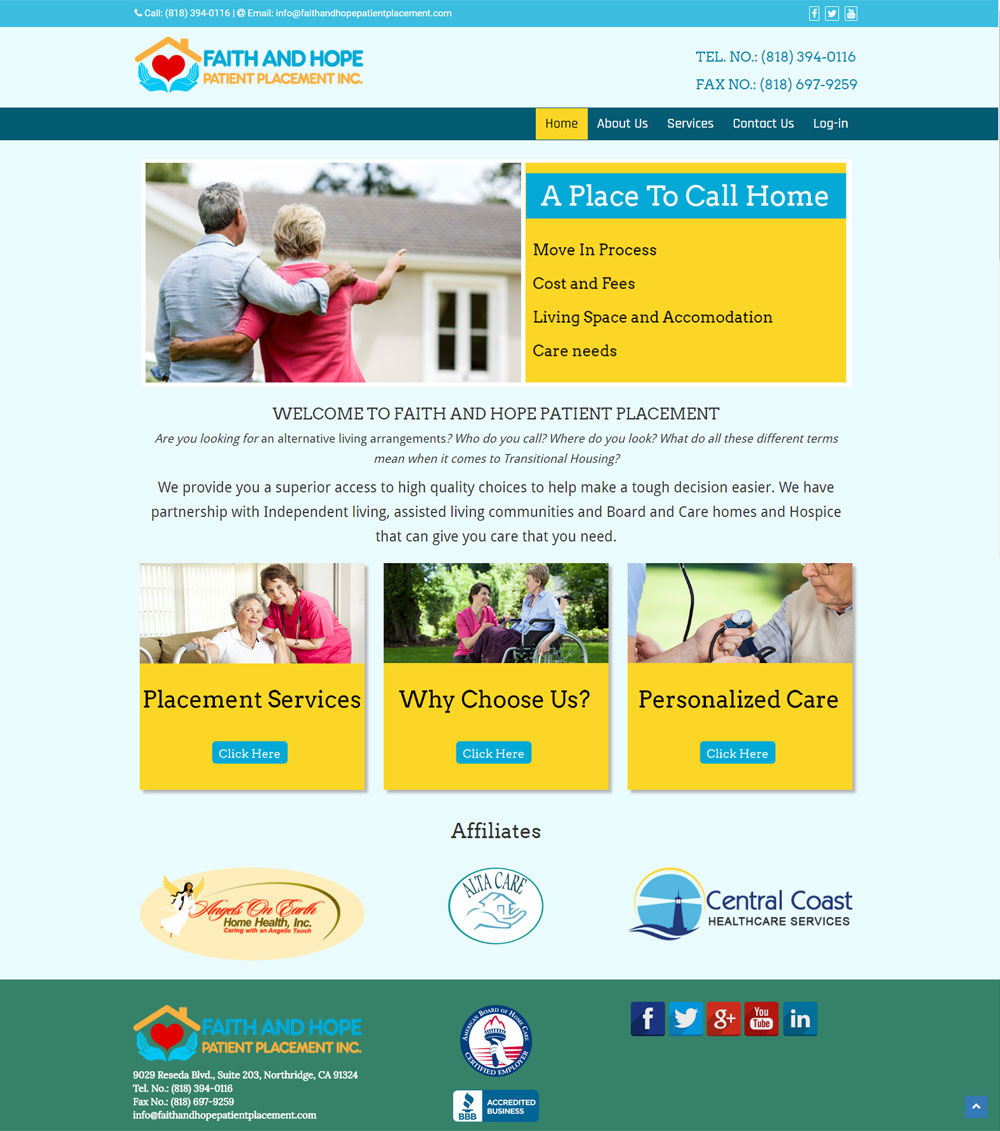 Call: (818) 394-0116 | @ Email: info@faithandhopepatientplacement.com
FAITH AND HOPE
PATIENT PLACEMENT INC.
TEL. NO.: (818) 394-0116
FAX NO.: (818) 697-9259
Home About Us Services Contact Us Log-in
A Place To Call Home
Move In Process
Cost and Fees
Living Space and Accomodation
Care needs
WELCOME TO FAITH AND HOPE PATIENT PLACEMENT
Are you looking for an alternative living arrangements? Who do you call? Where do you look? What do all these different terms
mean when it comes to Transitional Housing?
We provide you a superior access to high quality choices to help make a tough decision easier. We have
partnership with Independent living, assisted living communities and Board and Care homes and Hospice
that can give you care that you need.
Placement Services
Click Here
Why Choose Us?
Click Here
Personalized Care
Click Here
Affiliates
Angels On Earth
Home Health, Inc.
Caring with an Angelic Touch
ALTA CARE
Central Coast
HEALTHCARE SERVICES
FAITH AND HOPE
PATIENT PLACEMENT INC.
9029 Reseda Blvd., Suite 203, Northridge, CA 91324
Tel. No.: (818) 394-0116
Fax No.: (818) 697-9259
info@faithandhopepatientplacement.com
AMERICAN BOARD OF HOME CARE
CERTIFIED EMPLOYER
BBB
ACCREDITED
BUSINESS
f
g+
You
Tube
in